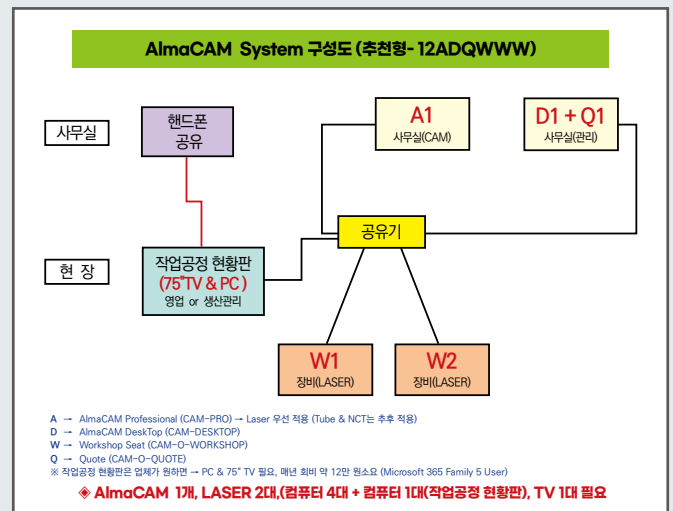 AlmaCAM System 구성도 (추천형- 12ADQWWW)
사무실
핸드폰
공유
A1
사무실(CAM)
D1 + Q1
사무실(관리)
공유기
현 장
작업공정 현황판
(75"TV & PC )
영업 or 생산관리
W1
장비(LASER)
W2
장비(LASER)
A → AlmaCAM Professional (CAM-PRO) → Laser 우선 적용 (Tube & NCT는 추후 적용)
D → AlmaCAM DeskTop (CAM-DESKTOP)
W → Workshop Seat (CAM-O-WORKSHOP)
Q → Quote (CAM-O-QUOTE)
※ 작업공정 현황판은 업체가 원하면 → PC & 75" TV 필요, 매년 회비 약 12만 원소요 (Microsoft 365 Family 5 User)
◈ AlmaCAM 1개, LASER 2대,(컴퓨터 4대 + 컴퓨터 1대(작업공정 현황판), TV 1대 필요